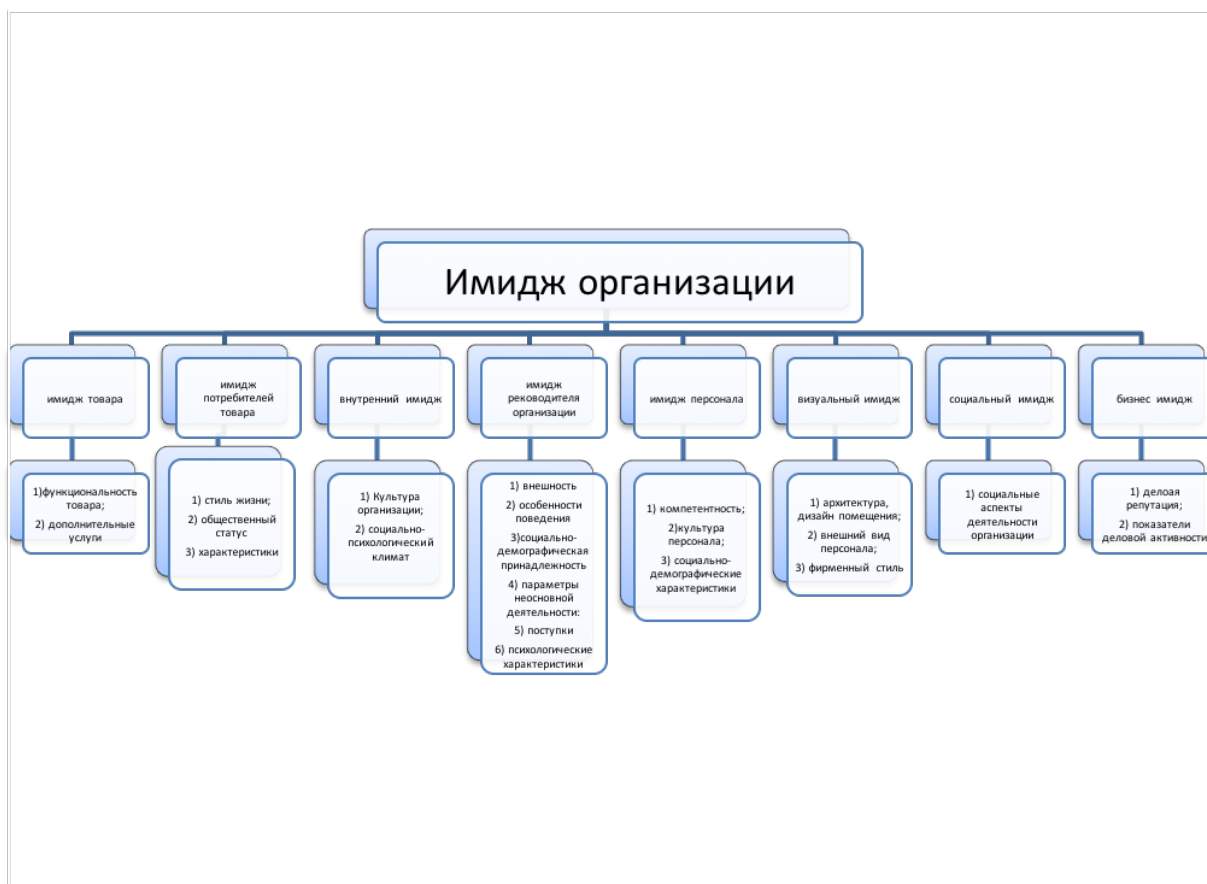 Имидж организации
имидж товара
имидж
потребителей
товара
внутренний имидж
имидж
реководителя
организации
имидж персонала
визуальный имидж
социальный имидж
бизнес имидж
1)функциональность
товара;
2) дополнительные
услуги
1) стиль жизни;
2) общественный
статус
3) характеристики
1) Культура
организации;
2) социально-
психологический
климат
1) внешность
2) особенности
поведения
3)социально-
демографическая
принадлежность
4) параметры
неосновной
деятельности:
5) поступки
6) психологические
характеристики
1) компетентность;
2)культура
персонала;
3) социально-
демографические
характеристики
1) архитектура,
дизайн помещения;
2) внешний вид
персонала;
3) фирменный стиль
1) социальные
аспекты
деятельности
организации
1) делоая
репутация;
2) показатели
деловой активности